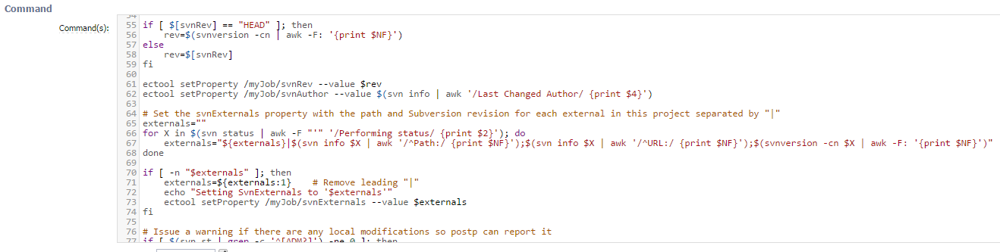 Command
Command(s):
54
55 if [ $[svnRev] == "HEAD" ]; then
56     rev=$(svnversion -cn | awk -F: '{print $NF}')
57 else
58     rev=$[svnRev]
59 fi
60
61 ectool setProperty /myJob/svnRev --value $rev
62 ectool setProperty /myJob/svnAuthor --value $(svn info | awk '/Last Changed Author/ {print $4}')
63
64 # Set the svnExternals property with the path and Subversion revision for each external in this project separated by "|"
65 externals=""
66 for X in $(svn status | awk -F "'" '/Performing status/ {print $2}'); do
67     externals="${externals}|$(svn info $X | awk '/^Path:/ {print $NF}');$(svn info $X | awk '/^URL:/ {print $NF}');$(svnversion -cn $X | awk -F: '{print $NF}')"
68 done
69
70 if [ -n "$externals" ]; then
71     externals=${externals:1}    # Remove leading "|"
72     echo "Setting SvnExternals to '$externals'"
73     ectool setProperty /myJob/svnExternals --value $externals
74 fi
75
76 # Issue a warning if there are any local modifications so postp can report it
77 if [ $(svn st | grep -c '^[ADM?]') -ne 0 ]; then